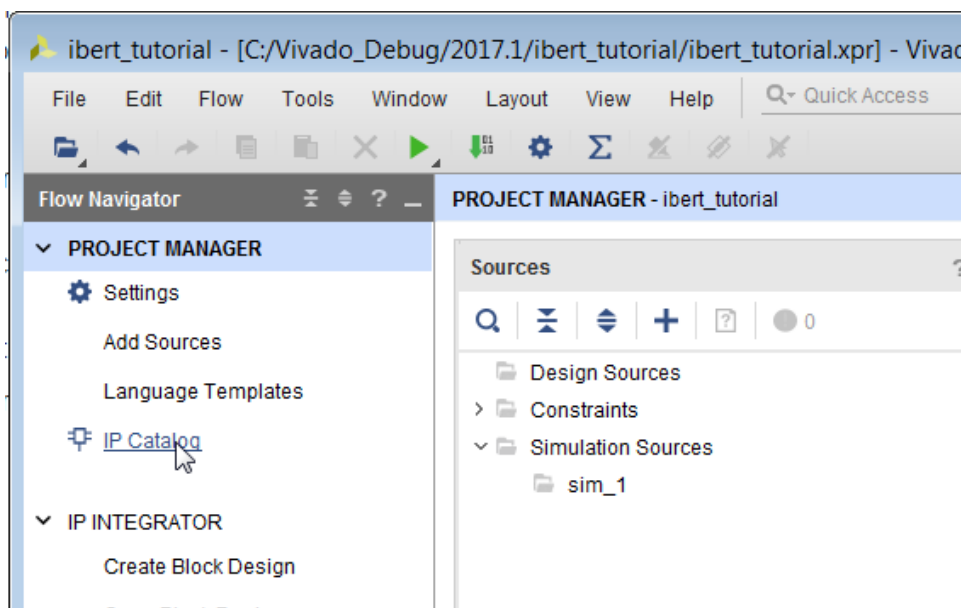 ibert_tutorial - [C:/Vivado_Debug/2017.1/ibert_tutorial/ibert_tutorial.xpr] - Vivad
File Edit Flow Tools Window Layout View Help Quick Access
Flow Navigator ? PROJECT MANAGER - ibert_tutorial
PROJECT MANAGER
Sources ?
Settings
? 0
Add Sources
Design Sources
Language Templates
Constraints
IP Catalog
Simulation Sources
sim_1
IP INTEGRATOR
Create Block Design